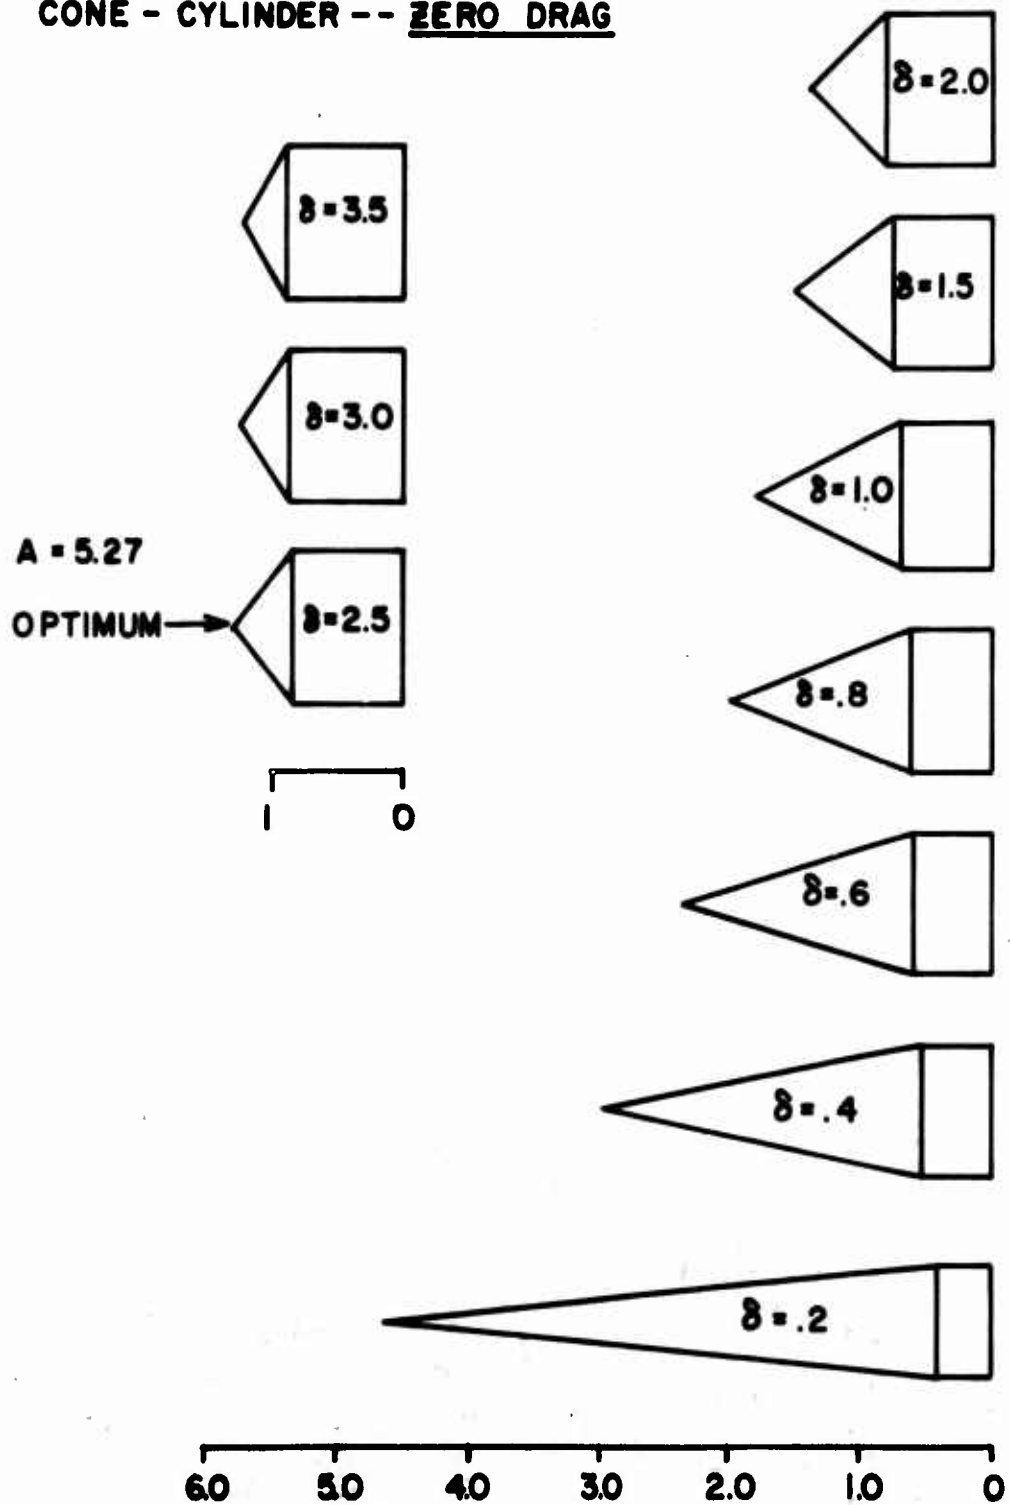 CONE - CYLINDER -- ZERO DRAG
δ = 3.5
δ = 3.0
A = 5.27
OPTIMUM
δ = 2.5
1 0
δ = 2.0
δ = 1.5
δ = 1.0
δ = .8
δ = .6
δ = .4
δ = .2
6.0 5.0 4.0 3.0 2.0 1.0 0